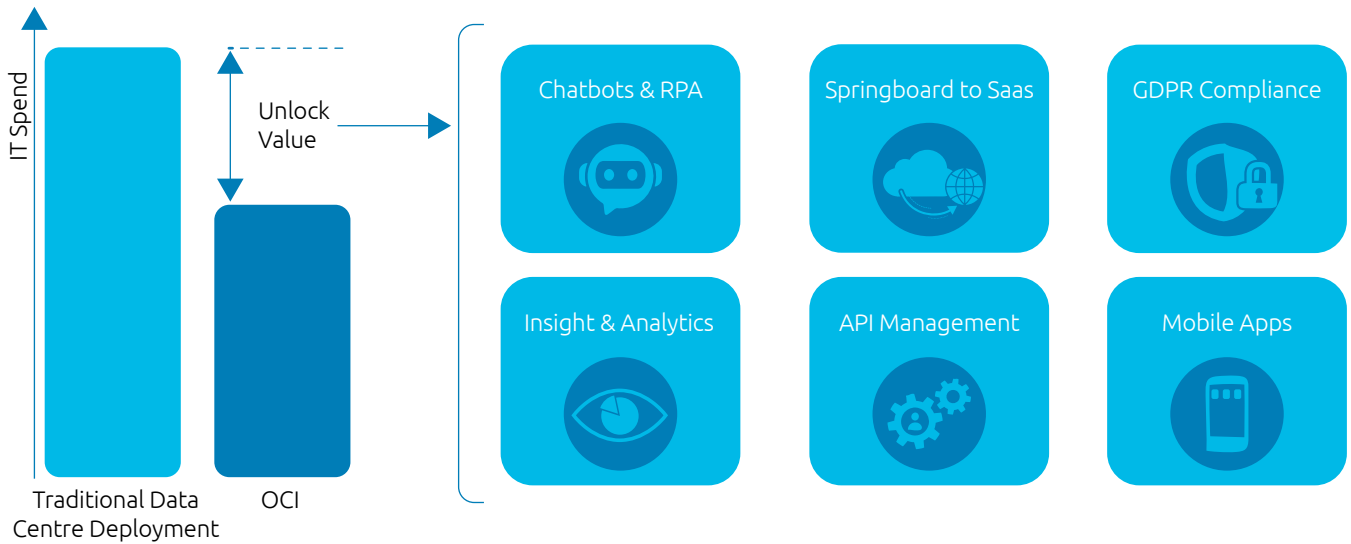 IT Spend
Unlock
Value
Traditional Data
Centre Deployment
OCI
Chatbots & RPA
Springboard to Saas
GDPR Compliance
Insight & Analytics
API Management
Mobile Apps